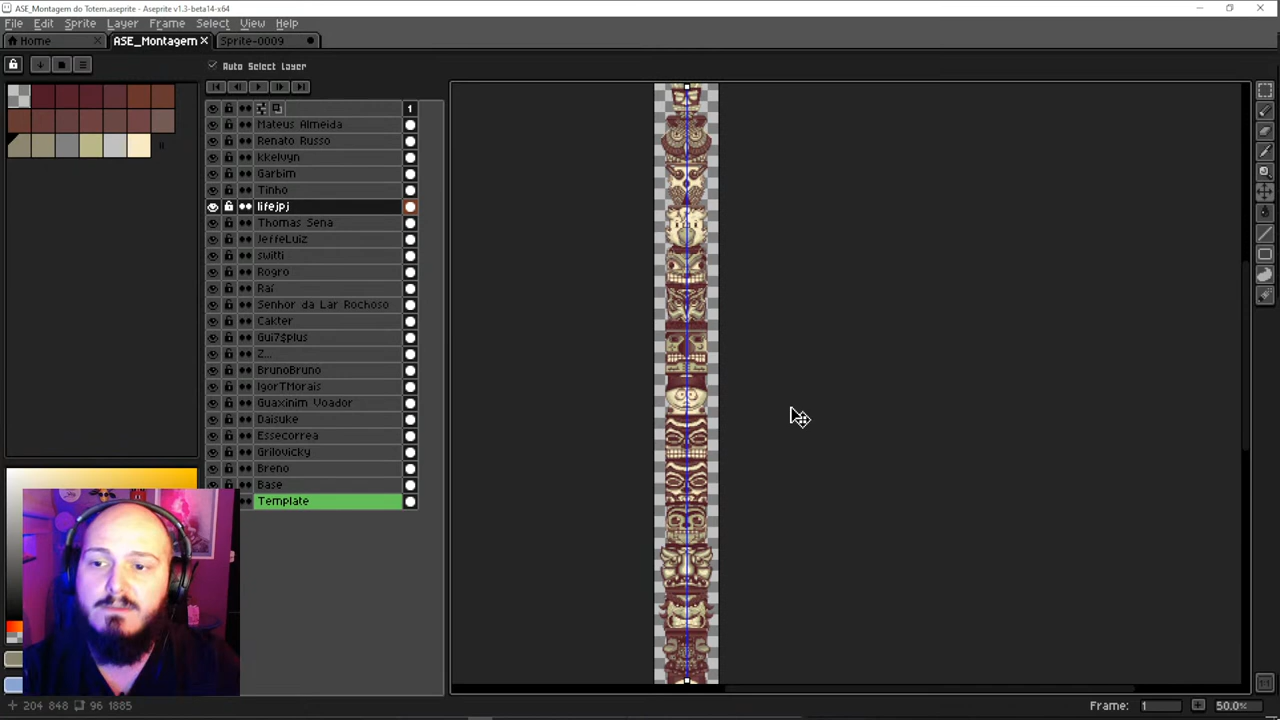 ASE_Montagem do Totem.aseprite - Aseprite v1.3-beta14-x64
File Edit Sprite Layer Frame Select View Help
Home ASE_Montagem Sprite-0009
Auto Select Layer
1
Mateus Almeida
Renato Russo
kkelvyn
Garbim
Tinho
lifejpj
Thomas Sena
JeffeLuiz
switti
Rogro
Raí
Senhor da Lar Rochoso
Cakter
Gui7$plus
Z...
BrunoBruno
IgorTMorais
Guaxinim Voador
Daisuke
Essecorrea
Grilovicky
Breno
Base
Template
204 848 96 1885
Frame: 1 50.0%
1:1